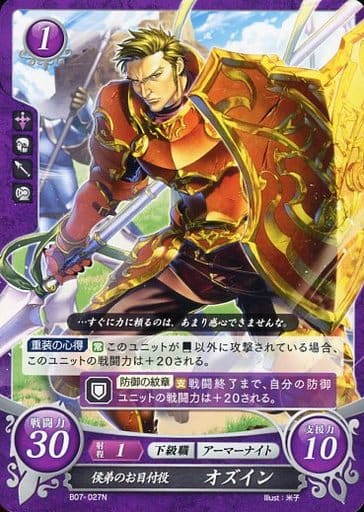 1
…すぐに力に頼るのは、あまり感心できませんな。
重装の心得 常 このユニットが■以外に攻撃されている場合、
このユニットの戦闘力は+20される。
防御の紋章 支 戦闘終了まで、自分の防御
ユニットの戦闘力は+20される。
戦闘力
30
射程 1 下級職 アーマーナイト
支援力
10
侯弟のお目付役 オズイン
B07-027N
Illust:米子